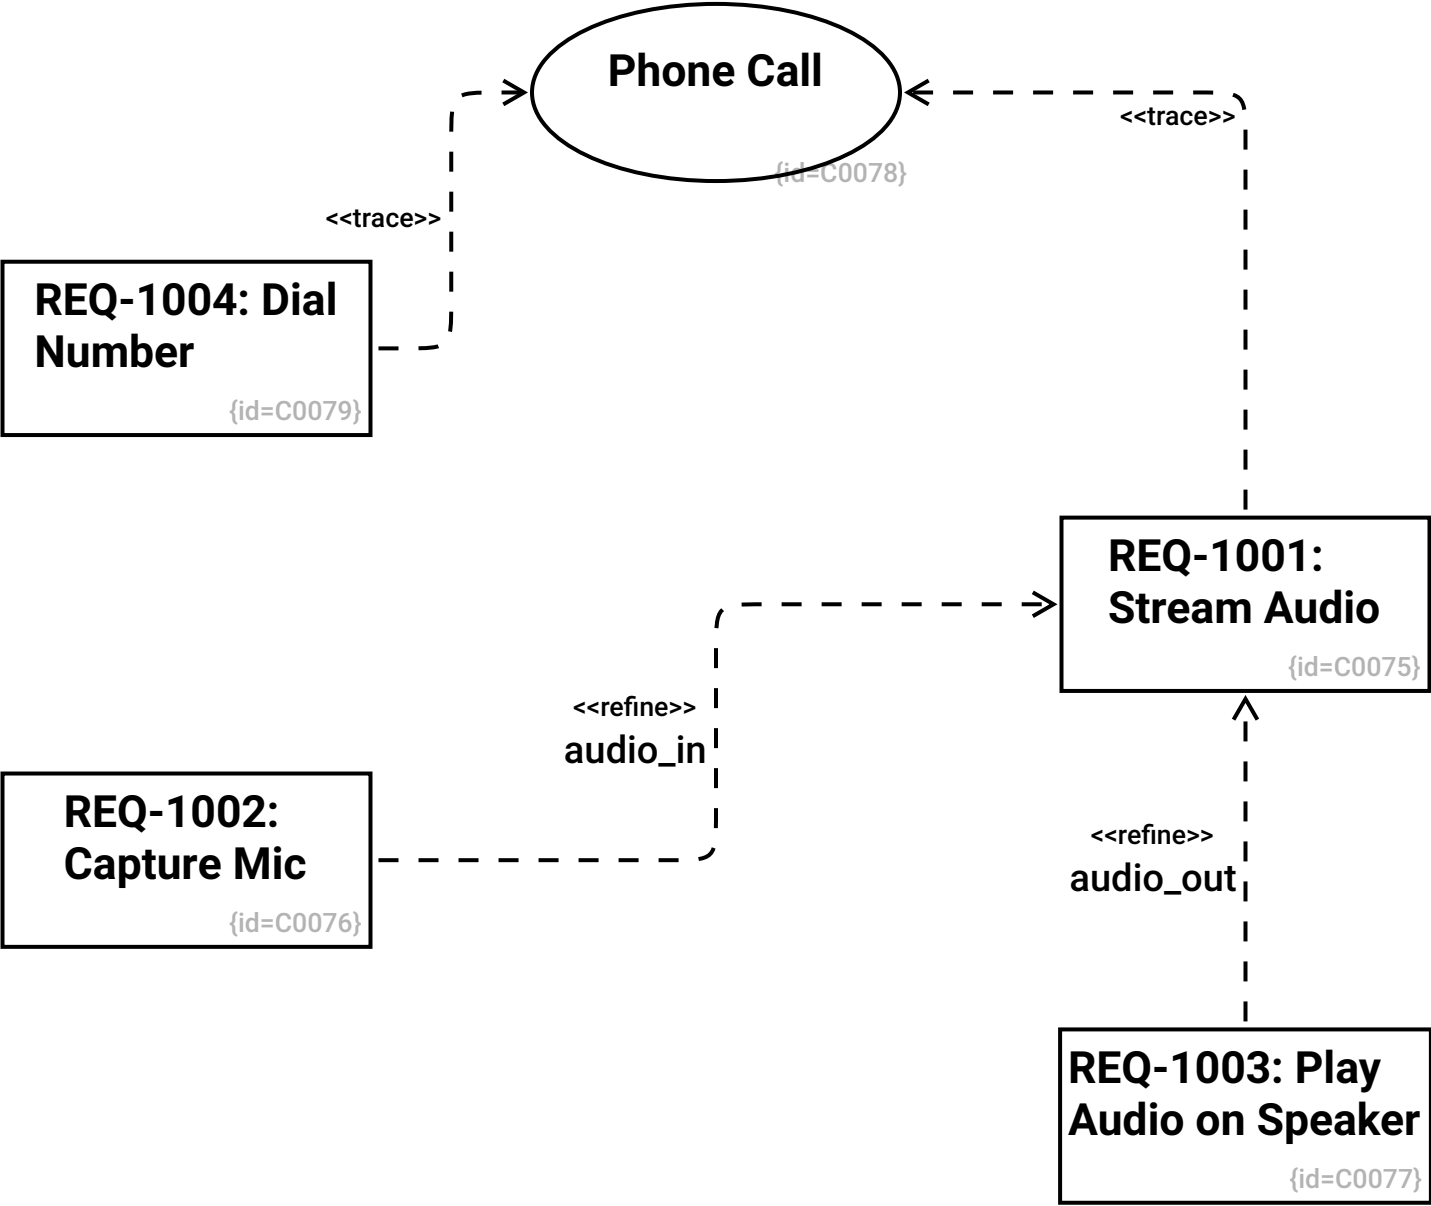 Phone Call
{id=C0078}
<<trace>>
<<trace>>
REQ-1004: Dial
Number
{id=C0079}
REQ-1001:
Stream Audio
{id=C0075}
<<refine>>
audio_in
REQ-1002:
Capture Mic
{id=C0076}
<<refine>>
audio_out
REQ-1003: Play
Audio on Speaker
{id=C0077}